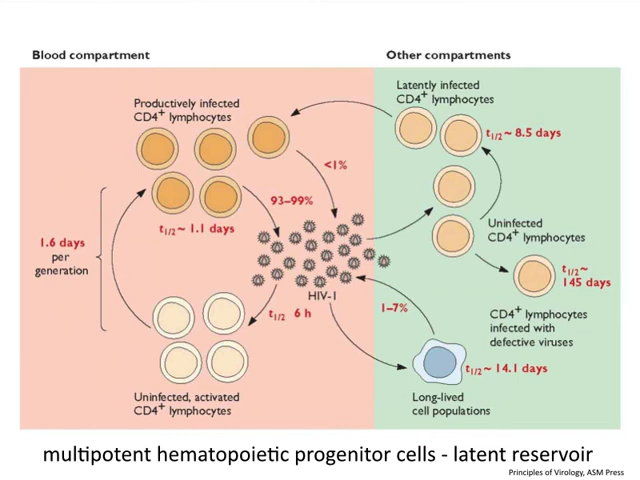 Blood compartment
Other compartments
Productively infected
CD4+ lymphocytes
Latently infected
CD4+ lymphocytes
t1/2 ~ 8.5 days
<1%
93–99%
t1/2 ~ 1.1 days
1.6 days
per
generation
Uninfected
CD4+ lymphocytes
t1/2 ~
145 days
HIV-1
t1/2 6 h
1–7%
CD4+ lymphocytes
infected with
defective viruses
t1/2 ~ 14.1 days
Uninfected, activated
CD4+ lymphocytes
Long-lived
cell populations
multipotent hematopoietic progenitor cells - latent reservoir
Principles of Virology, ASM Press